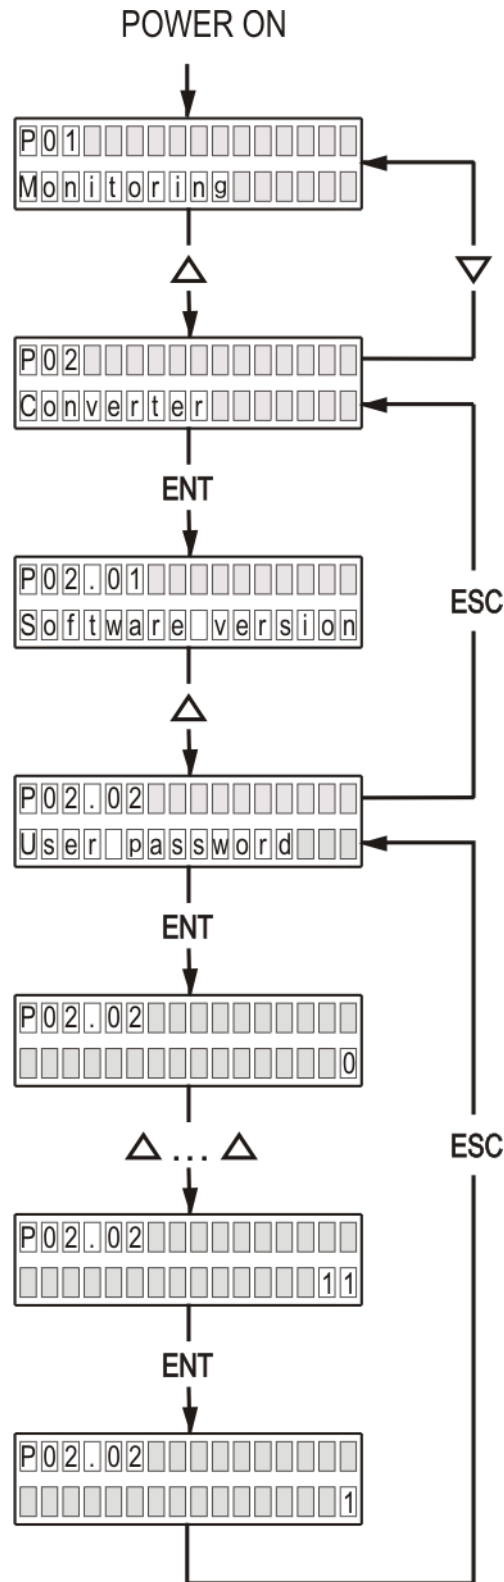 POWER ON
P01
Monitoring
△
▽
P02
Converter
ENT
P02.01
Software version
ESC
△
P02.02
User password
ENT
P02.02
0
△ ... △
ESC
P02.02
11
ENT
P02.02
1